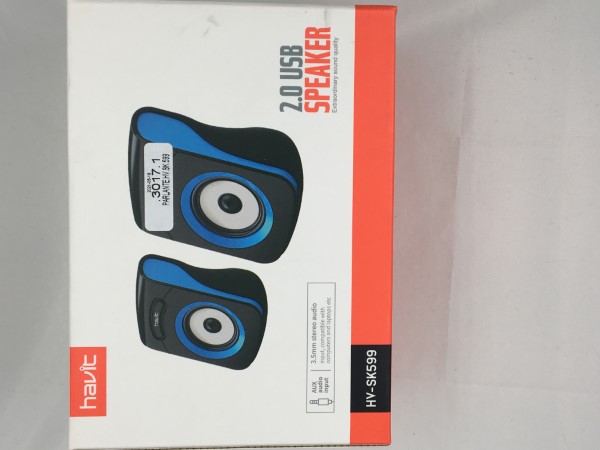 havit
havit
2021-06-18
.3017.1
PARLANTE HV.SK 599
2.0 USB
SPEAKER
Extraordinary sound quality
AUX
audio
input
3.5mm stereo audio
input, compatible with
computers and laptops etc
HV-SK599